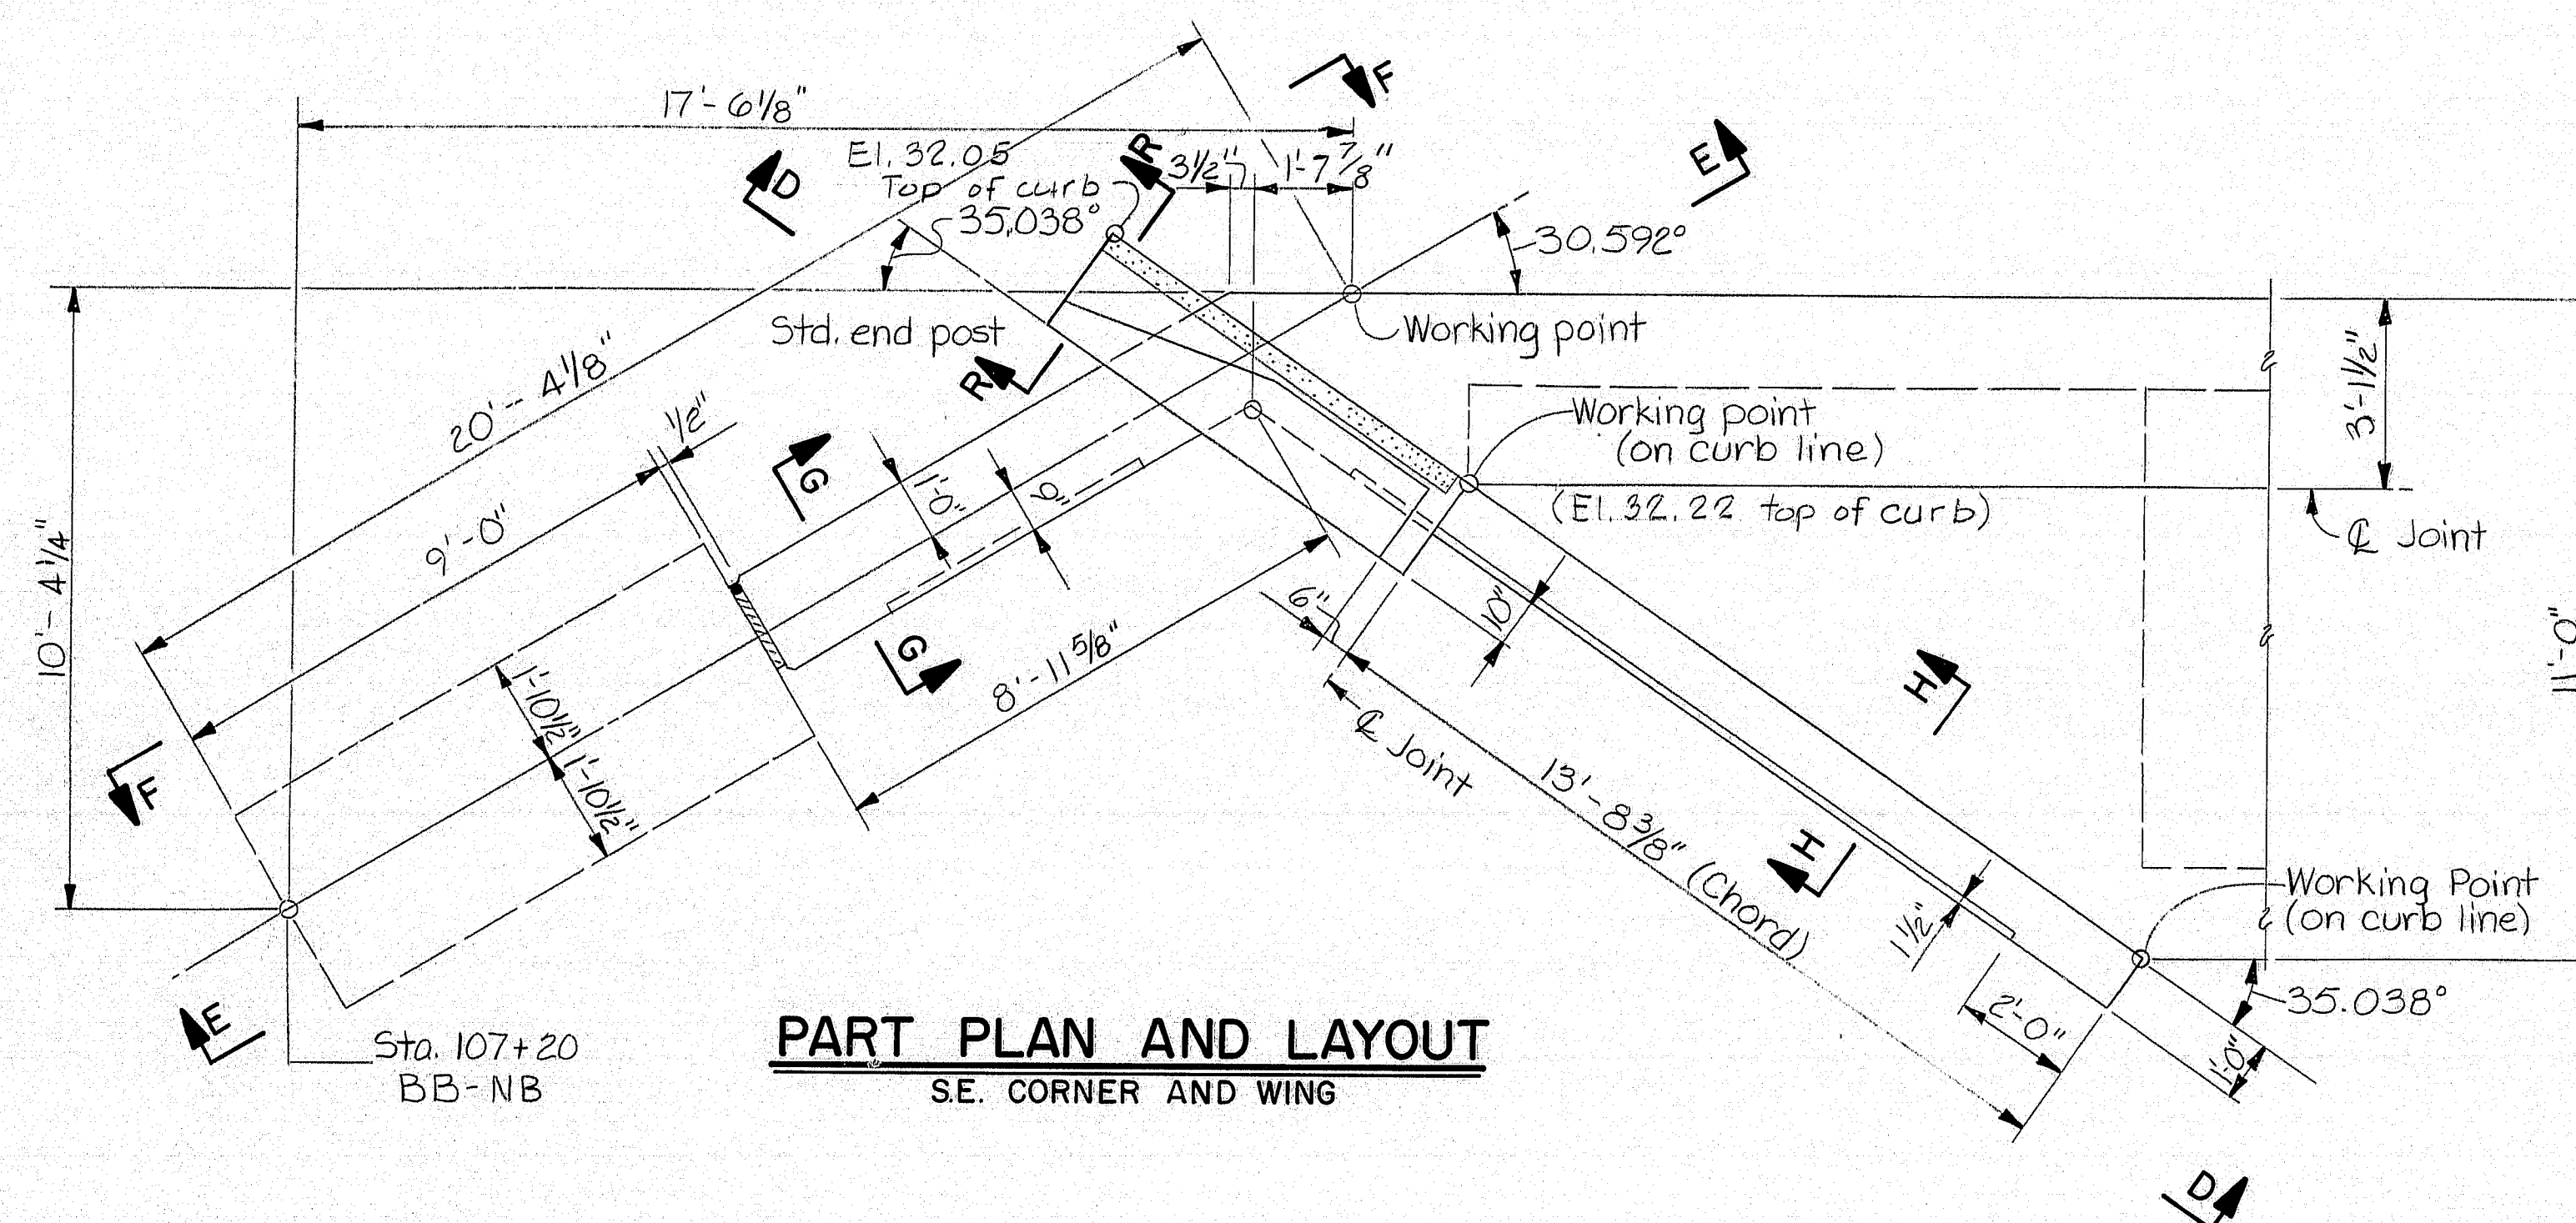 17'- 6 1/8"
F
El. 32.05
Top of curb
35.038°
R
3 1/2"
1'-7 7/8"
E
D
30.592°
20'- 4 1/8"
Std. end post
Working point
R
3'-1 1/2"
1/2"
Working point
(on curb line)
G
1'-0"
6"
(El. 32.22 top of curb)
℄ Joint
9'-0"
10'- 4 1/4"
6"
10"
11'-0"
G
8'-11 5/8"
H
1'-10 1/2"
1'-10 1/2"
℄ Joint
F
13'-8 3/8" (Chord)
H
1 1/2"
Working Point
(on curb line)
35.038°
2'-0"
1'-0"
E
Sta. 107+20
BB-NB
PART PLAN AND LAYOUT
S.E. CORNER AND WING
D